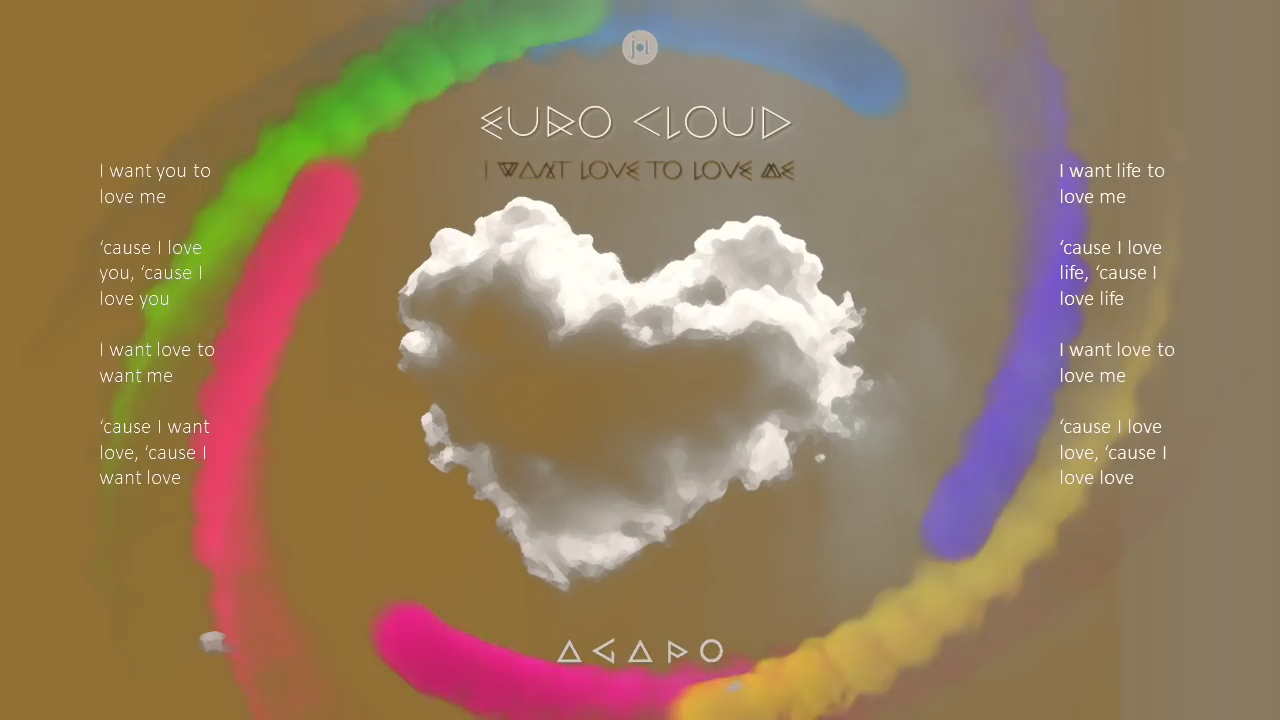 jol
EURO CLOUD
I WANT LOVE TO LOVE ME
I want you to
love me
‘cause I love
you, ‘cause I
love you
I want love to
want me
‘cause I want
love, ‘cause I
want love
I want life to
love me
‘cause I love
life, ‘cause I
love life
I want love to
love me
‘cause I love
love, ‘cause I
love love
AGAPO